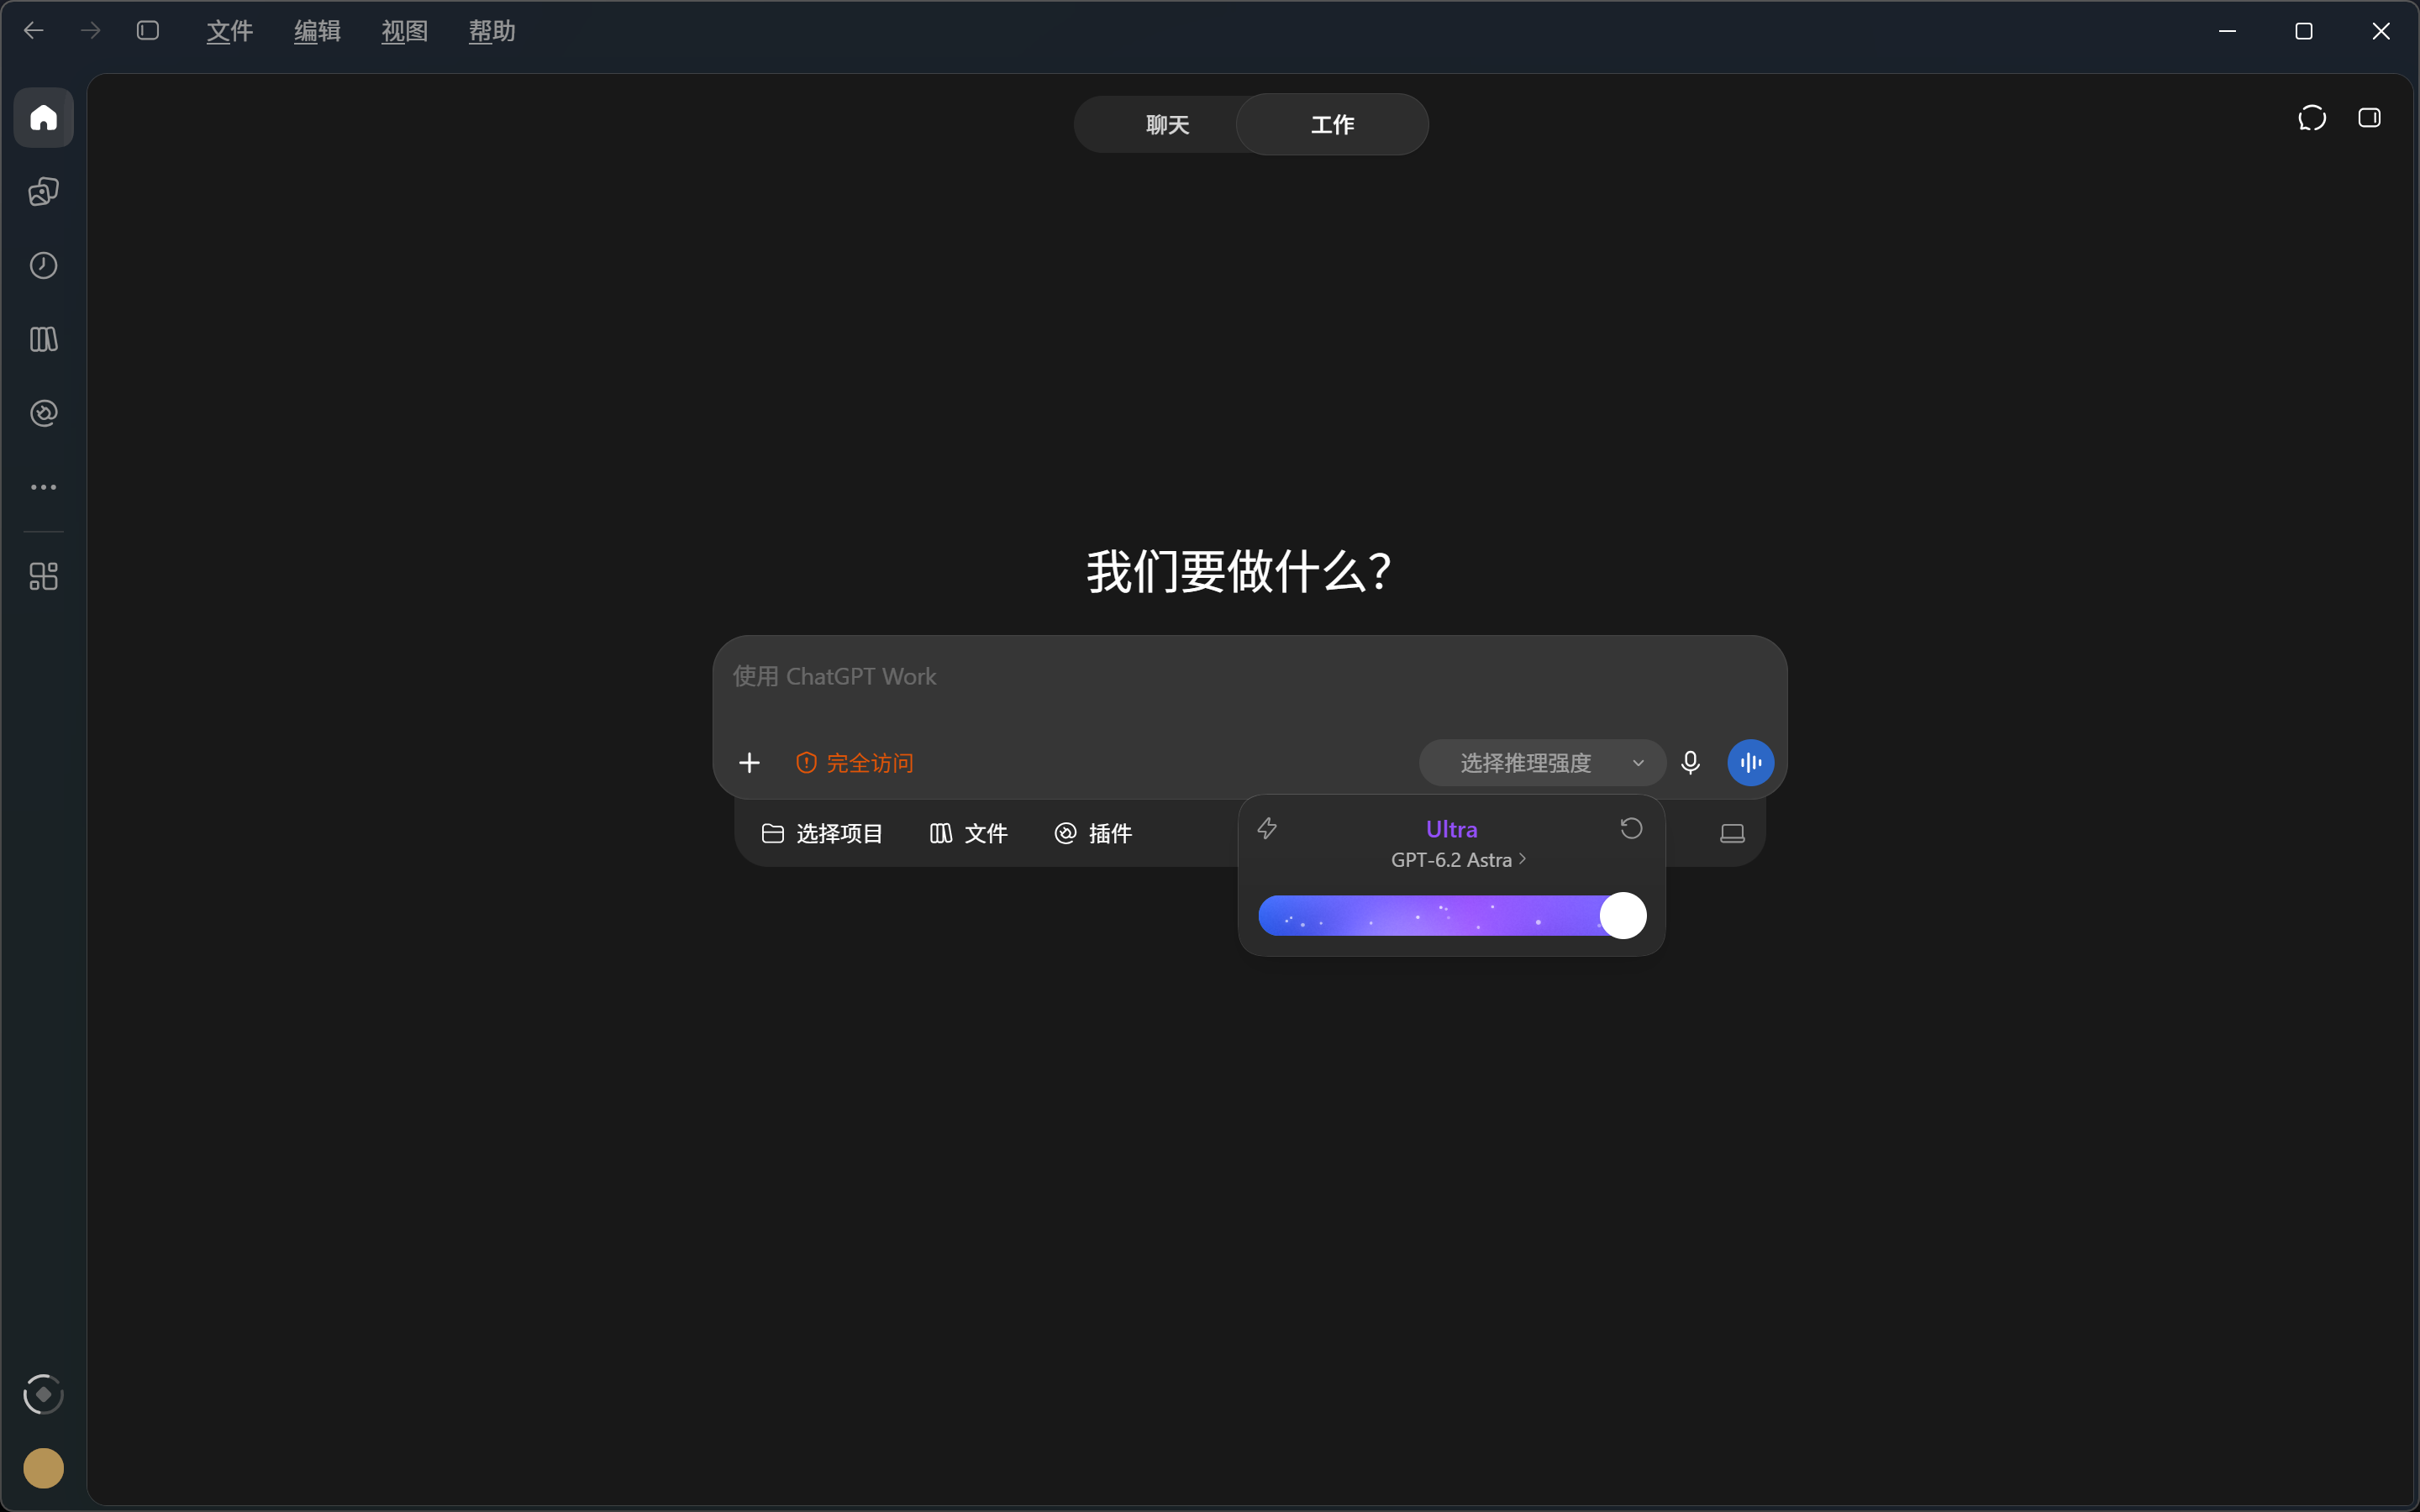 文件 编辑 视图 帮助
聊天 工作
我们要做什么？
使用 ChatGPT Work
完全访问 选择推理强度
选择项目 文件 插件
Ultra
GPT-6.2 Astra